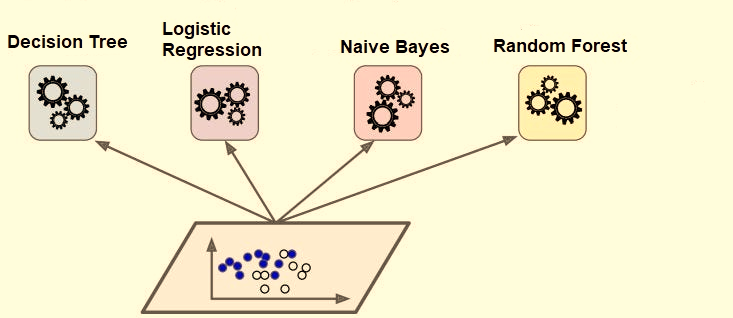 Decision Tree
Logistic
Regression
Naive Bayes
Random Forest